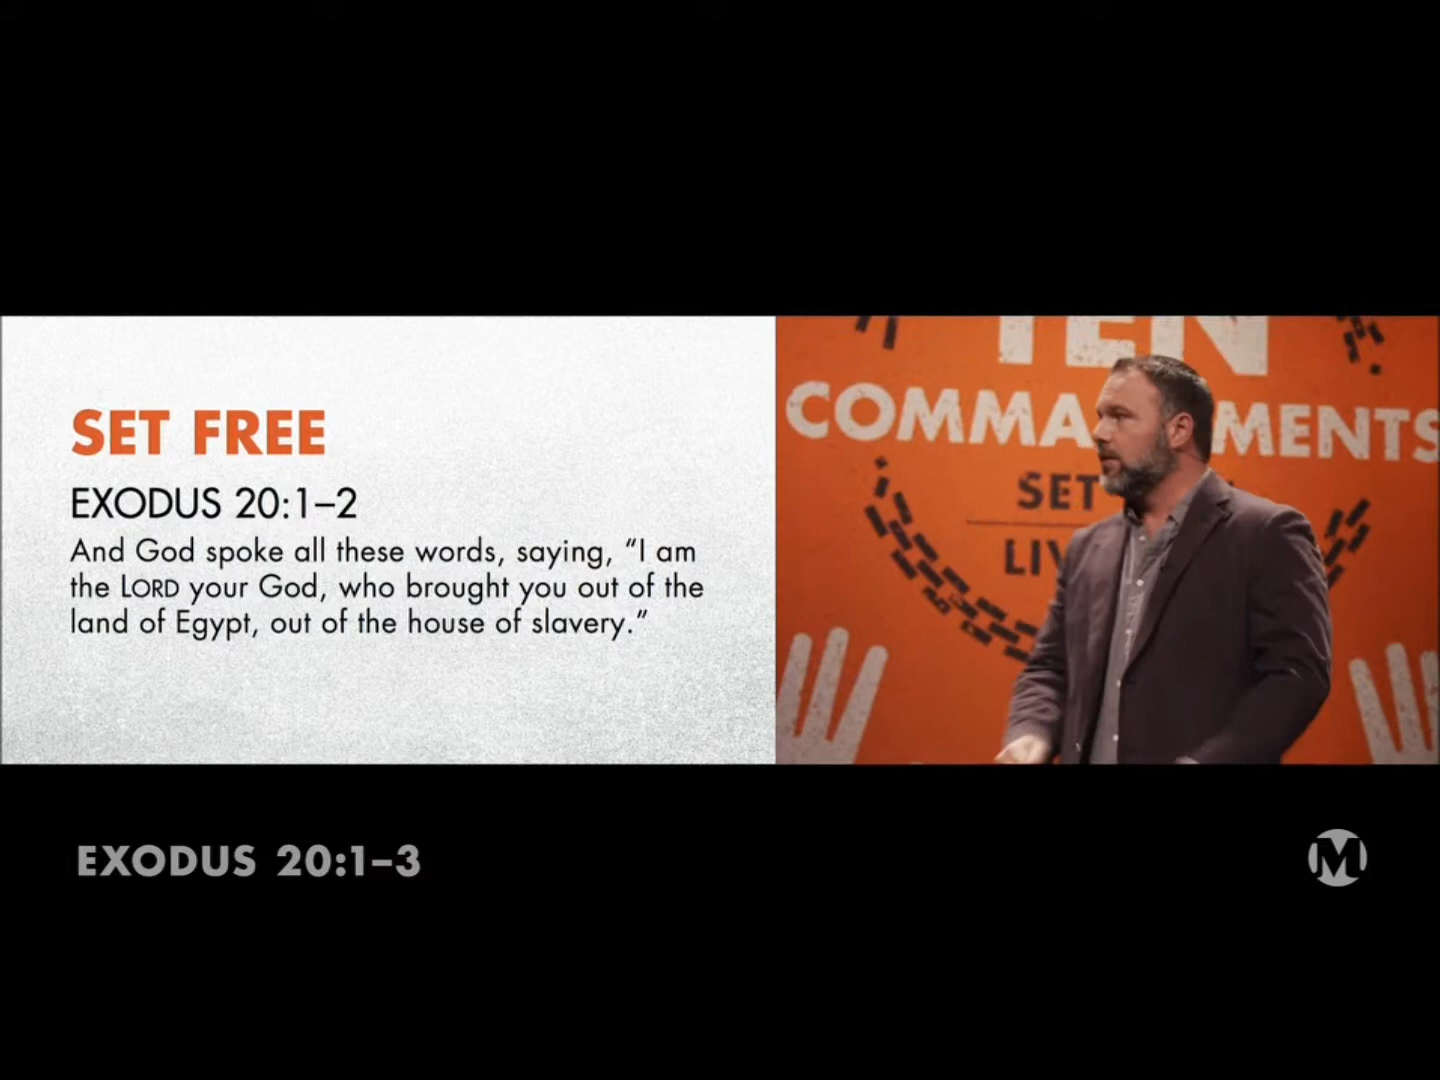 SET FREE
EXODUS 20:1–2
And God spoke all these words, saying, “I am
the LORD your God, who brought you out of the
land of Egypt, out of the house of slavery.”
TEN
COMMA MENTS
SET
LIV
EXODUS 20:1–3
M